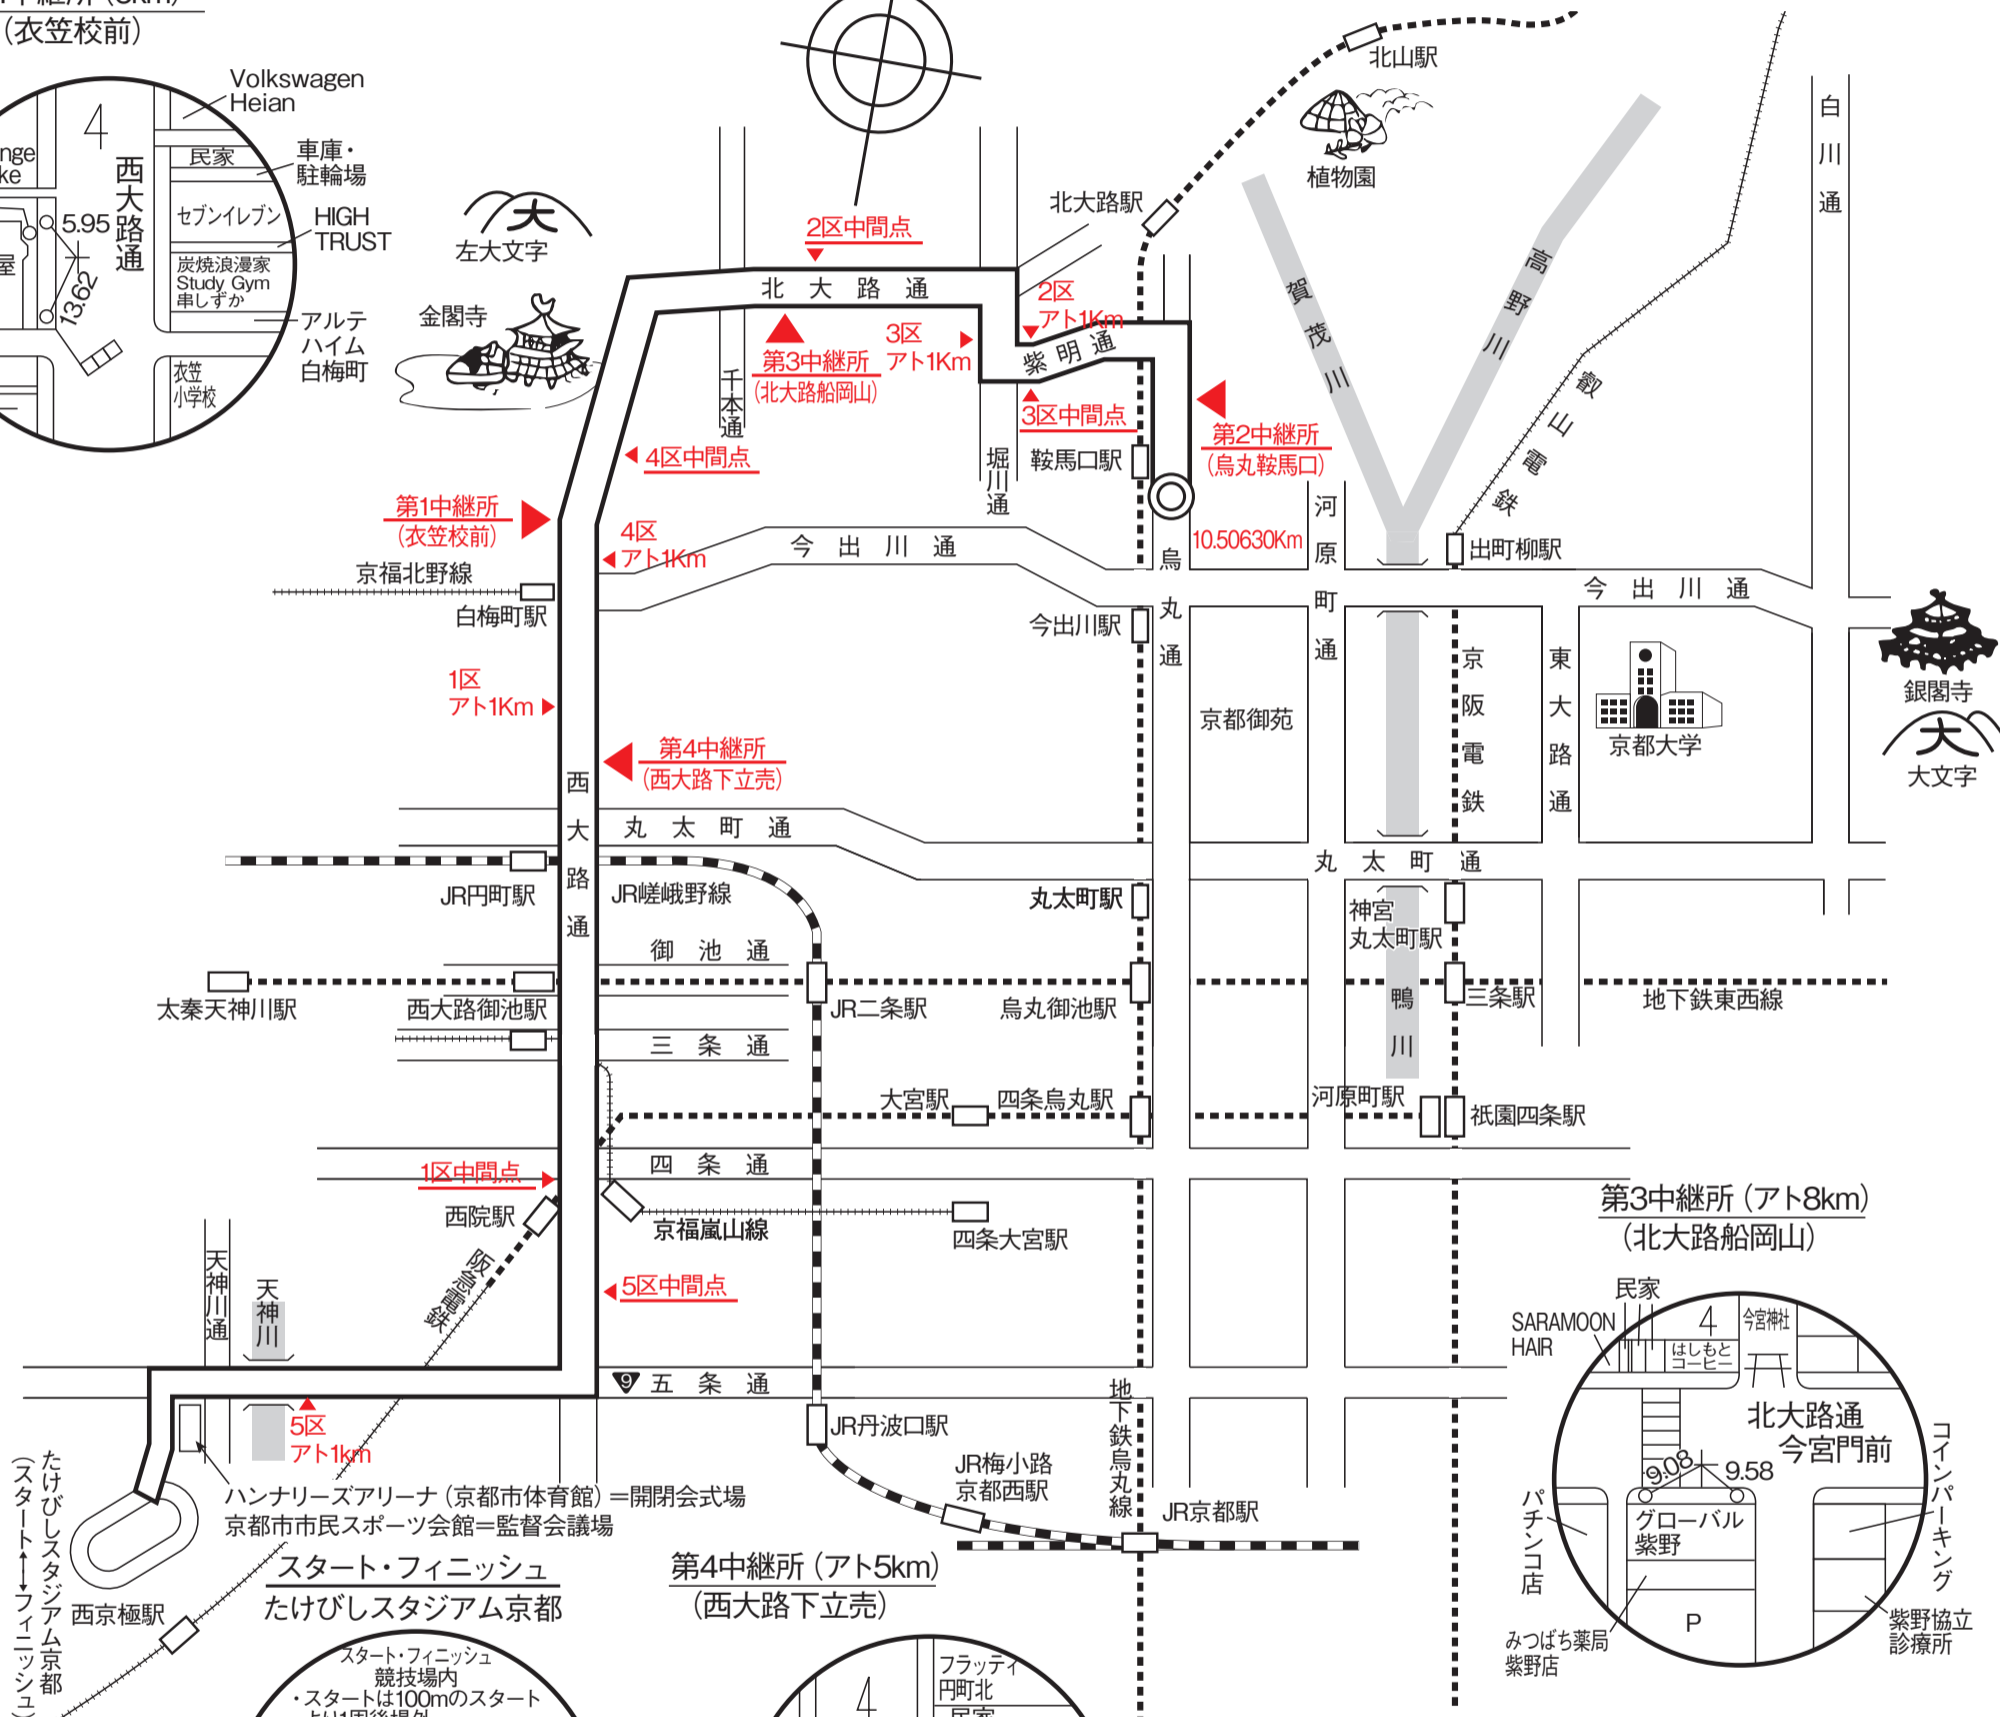 (衣笠校前)
Volkswagen
Heian
民家
車庫・
駐輪場
西大路通
4
セブンイレブン
HIGH
TRUST
5.95
13.62
炭焼浪漫家
Study Gym
串しずか
アルテ
ハイム
白梅町
衣笠
小学校
大
左大文字
金閣寺
北山駅
植物園
北大路駅
白川通
高野川
賀茂川
叡山電鉄
2区中間点
北大路通
2区
アト1Km
3区
アト1Km
紫明通
第3中継所
(北大路船岡山)
千本通
3区中間点
堀川通
鞍馬口駅
第2中継所
(烏丸鞍馬口)
4区中間点
第1中継所
(衣笠校前)
4区
アト1Km
今出川通
10.50630Km
烏丸通
河原町通
出町柳駅
今出川通
京福北野線
白梅町駅
今出川駅
1区
アト1Km
第4中継所
(西大路下立売)
京都御苑
京阪電鉄
東大路通
京都大学
銀閣寺
大
大文字
西大路通
丸太町通
丸太町通
JR円町駅
JR嵯峨野線
丸太町駅
神宮
丸太町駅
御池通
太秦天神川駅
西大路御池駅
JR二条駅
烏丸御池駅
鴨川
三条駅
地下鉄東西線
三条通
大宮駅
四条烏丸駅
河原町駅
祇園四条駅
四条通
1区中間点
西院駅
京福嵐山線
四条大宮駅
阪急電鉄
5区中間点
天神川通
天神川
9
五条通
5区
アト1km
地下鉄烏丸線
JR丹波口駅
JR梅小路
京都西駅
JR京都駅
ハンナリーズアリーナ(京都市体育館)=開閉会式場
京都市市民スポーツ会館=監督会議場
たけびしスタジアム京都
(スタート↔フィニッシュ)
西京極駅
スタート・フィニッシュ
たけびしスタジアム京都
スタート・フィニッシュ
競技場内
・スタートは100mのスタート
第4中継所(アト5km)
(西大路下立売)
4
フラッティ
円町北
第3中継所(アト8km)
(北大路船岡山)
民家
SARAMOON
HAIR
4
今宮神社
はしもと
コーヒー
北大路通
今宮門前
9.08
9.58
グローバル
紫野
パチンコ店
コインパーキング
P
みつばち薬局
紫野店
紫野協立
診療所